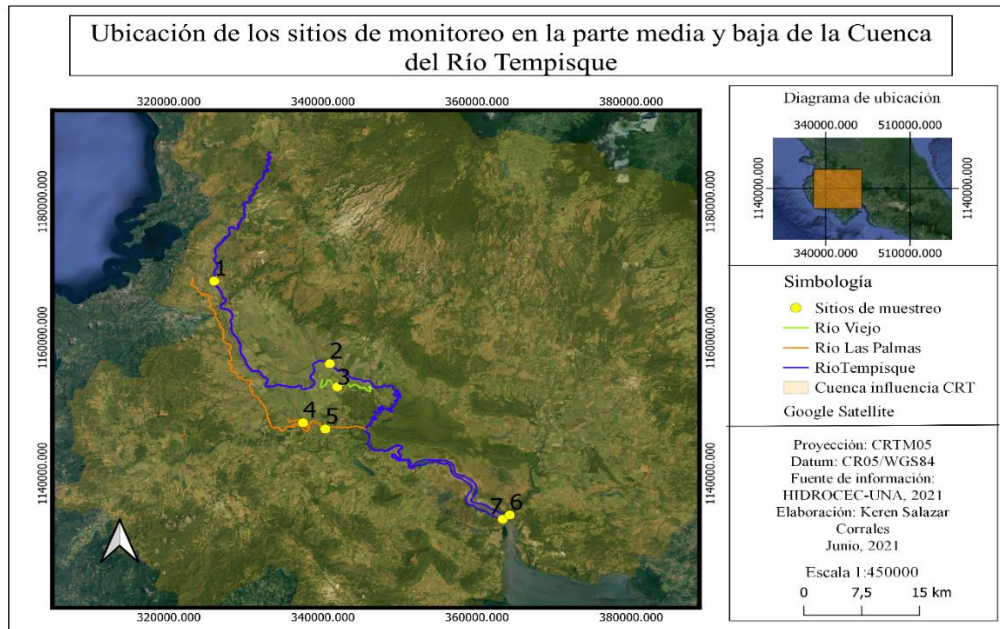 Ubicación de los sitios de monitoreo en la parte media y baja de la Cuenca
del Río Tempisque
320000.000 340000.000 360000.000 380000.000
1180000.000 1180000.000
1160000.000 1160000.000
1140000.000 1140000.000
1
2
3
4 5
7 6
320000.000 340000.000 360000.000 380000.000
Diagrama de ubicación
340000.000 510000.000
1140000.000 1140000.000
340000.000 510000.000
Simbología
Sitios de muestreo
Río Viejo
Río Las Palmas
RioTempisque
Cuenca influencia CRT
Google Satellite
Proyección: CRTM05
Datum: CR05/WGS84
Fuente de información:
HIDROCEC-UNA, 2021
Elaboración: Keren Salazar
Corrales
Junio, 2021
Escala 1:450000
0 7,5 15 km